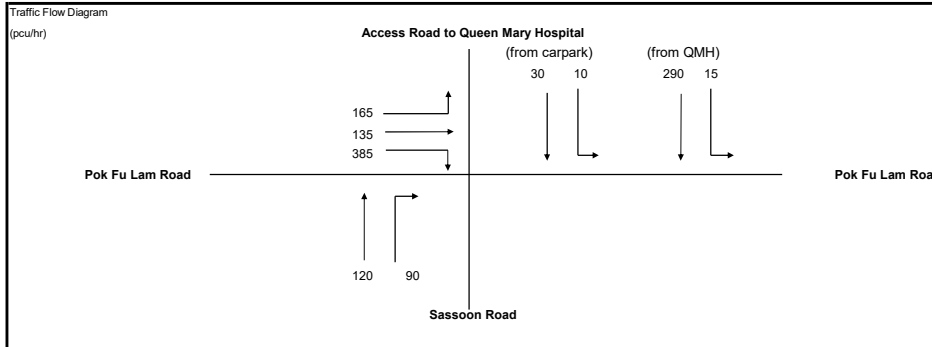 Traffic Flow Diagram
(pcu/hr)
Access Road to Queen Mary Hospital
(from carpark) (from QMH)
30 10 290 15
165
135
385
Pok Fu Lam Road Pok Fu Lam Roa
120 90
Sassoon Road